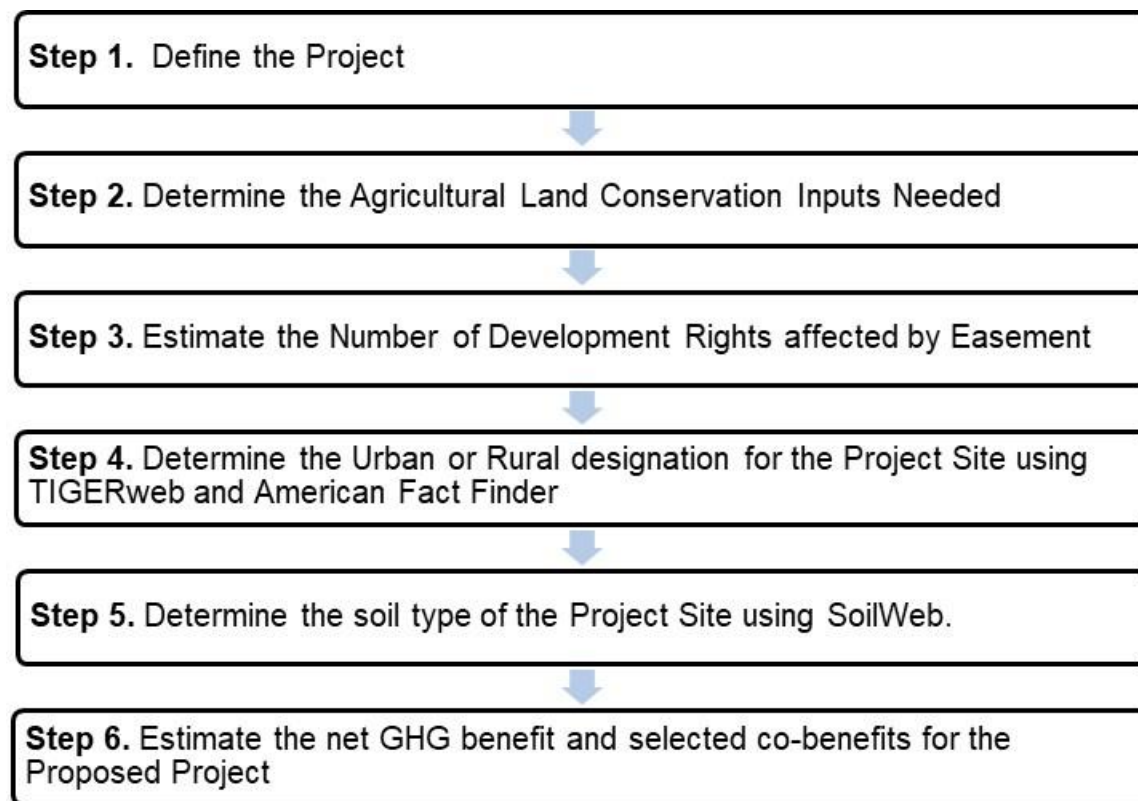 Step 1. Define the Project
Step 2. Determine the Agricultural Land Conservation Inputs Needed
Step 3. Estimate the Number of Development Rights affected by Easement
Step 4. Determine the Urban or Rural designation for the Project Site using
TIGERweb and American Fact Finder
Step 5. Determine the soil type of the Project Site using SoilWeb.
Step 6. Estimate the net GHG benefit and selected co-benefits for the
Proposed Project